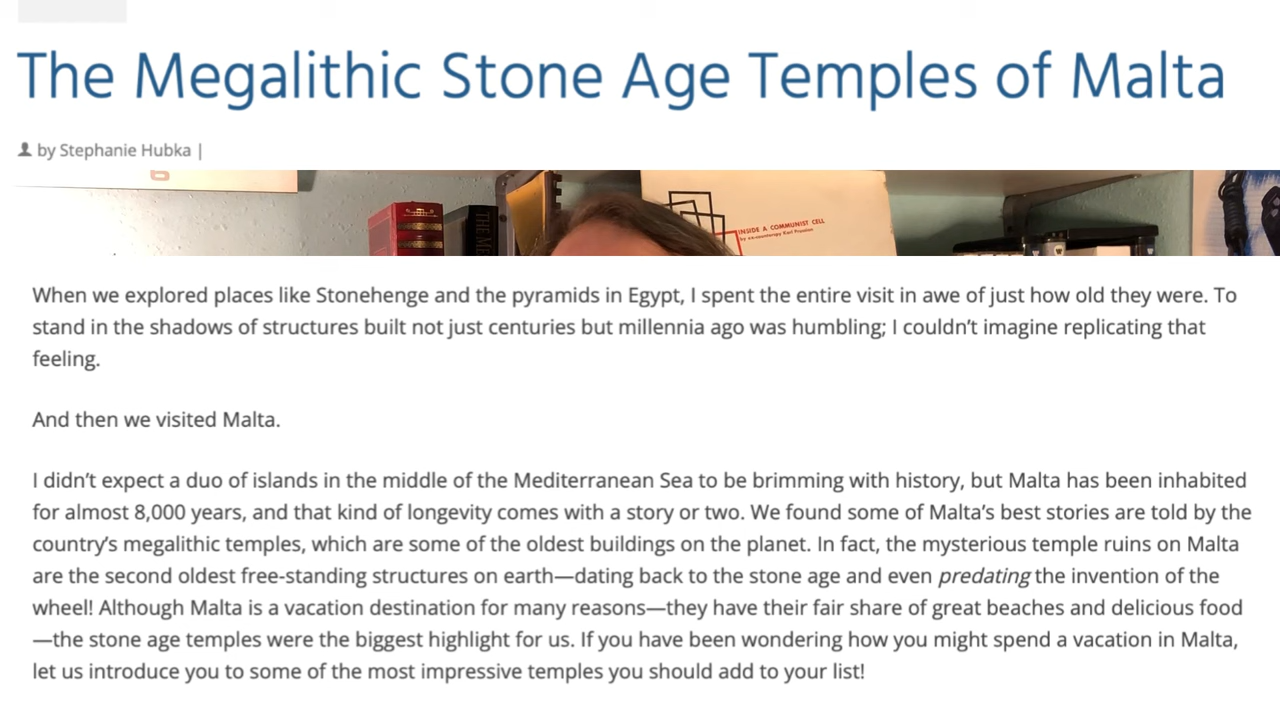 The Megalithic Stone Age Temples of Malta
by Stephanie Hubka |
INSIDE A COMMUNIST CELL
by ex-counterspy Karl Prussion
When we explored places like Stonehenge and the pyramids in Egypt, I spent the entire visit in awe of just how old they were. To
stand in the shadows of structures built not just centuries but millennia ago was humbling; I couldn’t imagine replicating that
feeling.
And then we visited Malta.
I didn’t expect a duo of islands in the middle of the Mediterranean Sea to be brimming with history, but Malta has been inhabited
for almost 8,000 years, and that kind of longevity comes with a story or two. We found some of Malta’s best stories are told by the
country’s megalithic temples, which are some of the oldest buildings on the planet. In fact, the mysterious temple ruins on Malta
are the second oldest free-standing structures on earth—dating back to the stone age and even predating the invention of the
wheel! Although Malta is a vacation destination for many reasons—they have their fair share of great beaches and delicious food
—the stone age temples were the biggest highlight for us. If you have been wondering how you might spend a vacation in Malta,
let us introduce you to some of the most impressive temples you should add to your list!